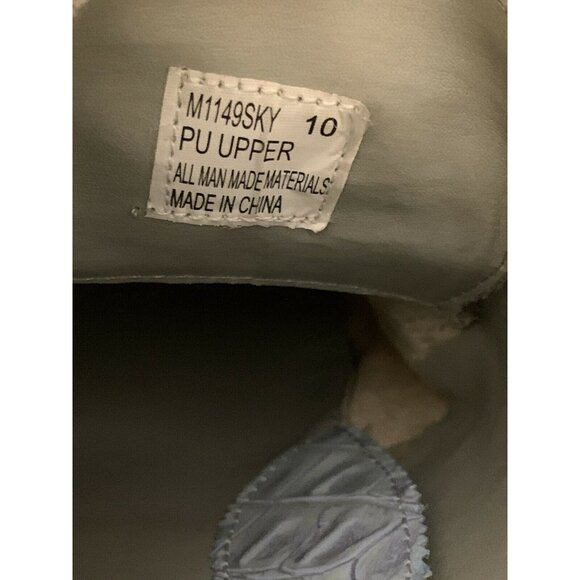 M1149SKY 10
PU UPPER
ALL MAN MADE MATERIALS
MADE IN CHINA